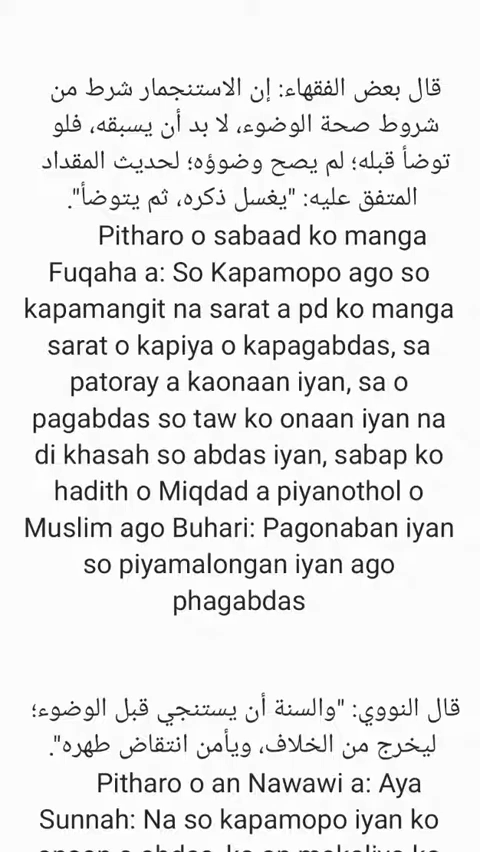 قال بعض الفقهاء: إن الاستنجمار شرط من
شروط صحة الوضوء، لا بد أن يسبقه، فلو
توضأ قبله؛ لم يصح وضوؤه؛ لحديث المقداد
المتفق عليه: "يغسل ذكره، ثم يتوضأ".
Pitharo o sabaad ko manga
Fuqaha a: So Kapamopo ago so
kapamangit na sarat a pd ko manga
sarat o kapiya o kapagabdas, sa
patoray a kaonaan iyan, sa o
pagabdas so taw ko onaan iyan na
di khasah so abdas iyan, sabap ko
hadith o Miqdad a piyanothol o
Muslim ago Buhari: Pagonaban iyan
so piyamalongan iyan ago
phagabdas
قال النووي: "والسنة أن يستنجي قبل الوضوء؛
ليخرج من الخلاف، ويأمن انتقاض طهره".
Pitharo o an Nawawi a: Aya
Sunnah: Na so kapamopo iyan ko